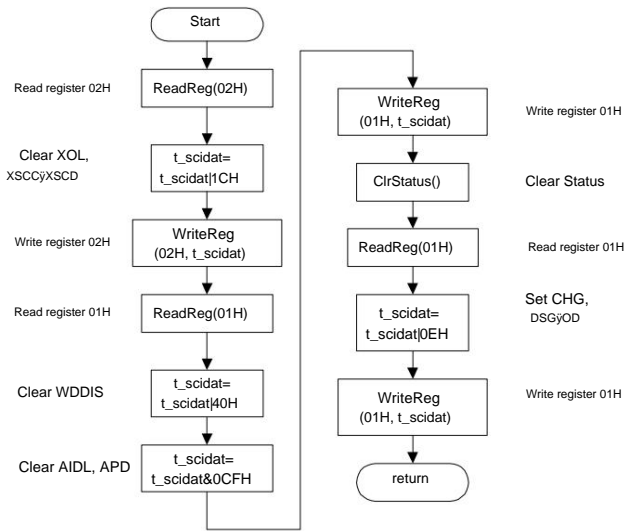 Start
Read register 02H
ReadReg(02H)
Clear XOL,
XSCCÿXSCD
t_scidat=
t_scidat|1CH
Write register 02H
WriteReg
(02H, t_scidat)
Read register 01H
ReadReg(01H)
Clear WDDIS
t_scidat=
t_scidat|40H
Clear AIDL, APD
t_scidat=
t_scidat&0CFH
WriteReg
(01H, t_scidat)
Write register 01H
ClrStatus()
Clear Status
ReadReg(01H)
Read register 01H
t_scidat=
t_scidat|0EH
Set CHG,
DSGÿOD
WriteReg
(01H, t_scidat)
Write register 01H
return